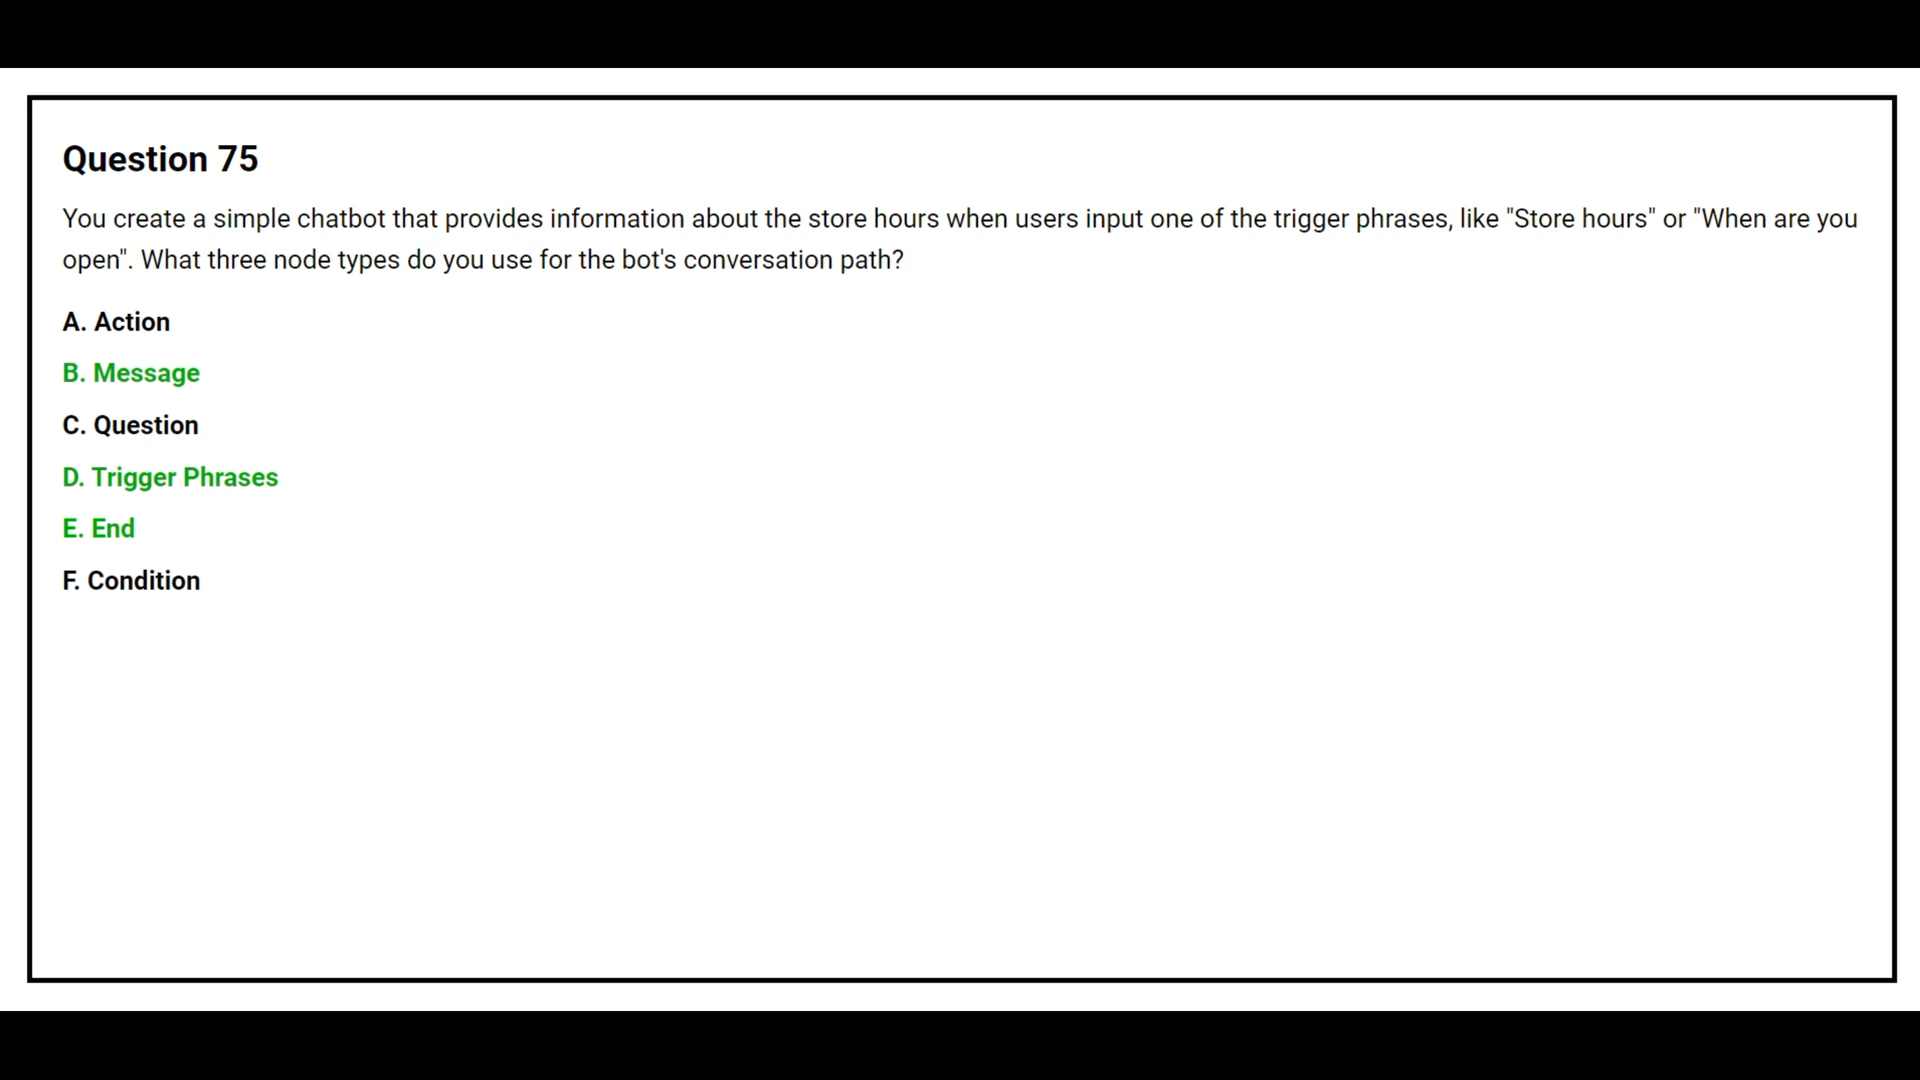 Question 75
You create a simple chatbot that provides information about the store hours when users input one of the trigger phrases, like "Store hours" or "When are you
open". What three node types do you use for the bot's conversation path?
A. Action
B. Message
C. Question
D. Trigger Phrases
E. End
F. Condition